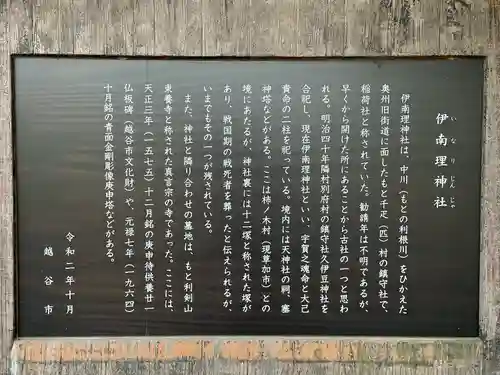 伊南理神社
いなりじんじゃ
伊南理神社は、中川（もとの利根川）をひかえた
奥州旧街道に面したもと千疋（四）村の鎮守社で、
稲荷社と称されていた。勧請年は不明であるが、
早くから開けた所にあることから古社の一つと思わ
れる。明治四十年隣村別府村の鎮守社久伊豆神社を
合祀し、現在伊南理神社といい、宇賀之魂命と大己
貴命の二柱を祀っている。境内には天神社の祠、塞
神塔などがある。ここは柿ノ木村（現草加市）との
境にあたるが、神社裏には十二塚と称された塚が
あり、戦国期の戦死者を葬ったと伝えられるが、
いまでもその一つが残されている。
また、神社と隣り合わせの墓地は、もと利剣山
東養寺と称された真言宗の寺であった。ここには、
天正三年（一五七五）十二月銘の庚申待供養廿一
仏板碑（越谷市文化財）や、元禄七年（一九六四）
十月銘の青面金剛彫像庚申塔などがある。
令和二年十月
越谷市